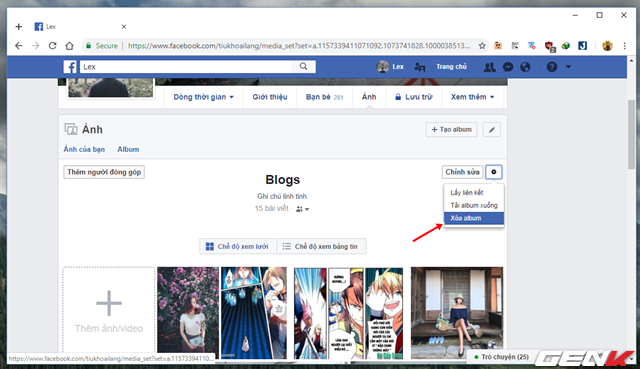 Lex
Secure https://www.facebook.com/tiukhoailang/media_set?set=a.1157339411071092.1073741828.1000038513
Lex
Lex
Trang chủ
Dòng thời gian
Giới thiệu
Bạn bè 281
Ảnh
Lưu trữ
Xem thêm
Ảnh
+ Tạo album
Ảnh của bạn
Album
Thêm người đóng góp
Blogs
Chỉnh sửa
Ghi chú linh tinh.
15 bài viết
Lấy liên kết
Tải album xuống
Xóa album
Chế độ xem lưới
Chế độ xem bảng tin
Thêm ảnh/video
https://www.facebook.com/tiukhoailang/media_set?set=a.11573394110...
Trò chuyện (25)
GENK